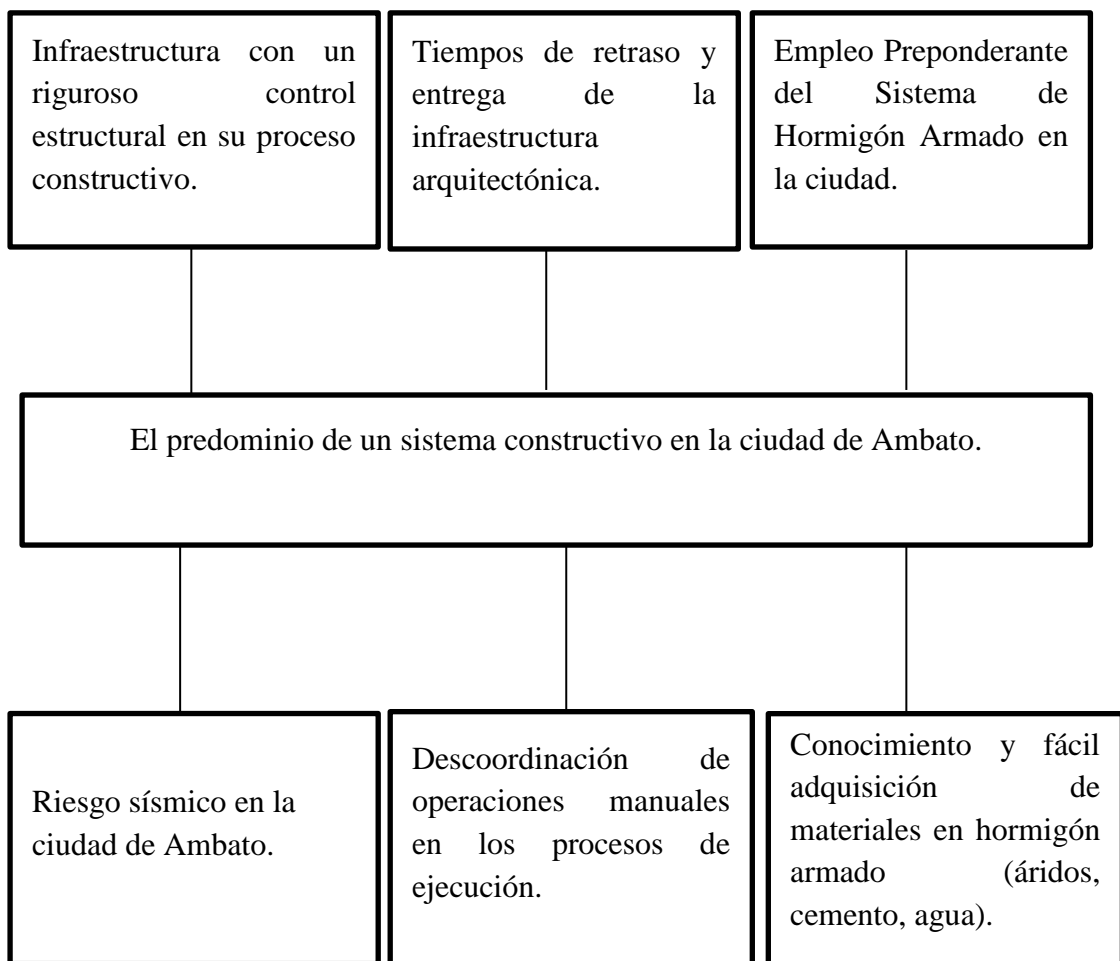 Infraestructura con un
riguroso control
estructural en su proceso
constructivo.
Tiempos de retraso y
entrega de la
infraestructura
arquitectónica.
Empleo Preponderante
del Sistema de
Hormigón Armado en
la ciudad.
El predominio de un sistema constructivo en la ciudad de Ambato.
Riesgo sísmico en la
ciudad de Ambato.
Descoordinación de
operaciones manuales
en los procesos de
ejecución.
Conocimiento y fácil
adquisición de
materiales en hormigón
armado (áridos,
cemento, agua).